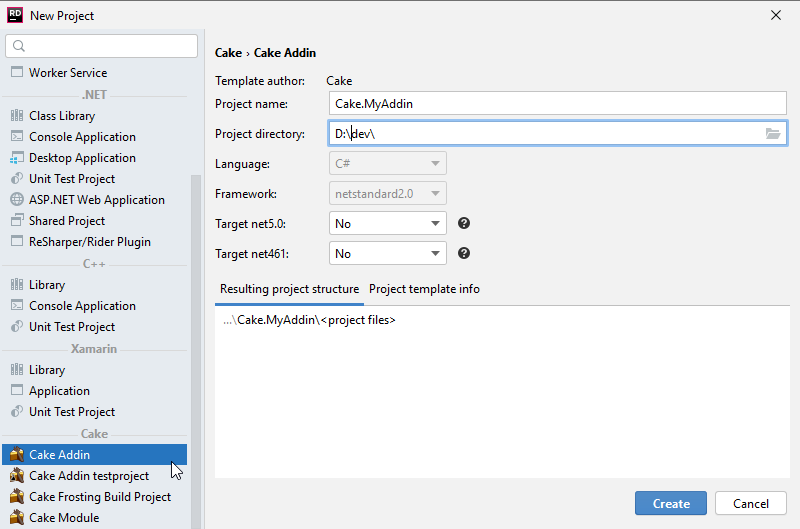 RD New Project
Worker Service
.NET
Class Library
Console Application
Desktop Application
Unit Test Project
ASP.NET Web Application
Shared Project
ReSharper/Rider Plugin
C++
Library
Console Application
Unit Test Project
Xamarin
Library
Application
Unit Test Project
Cake
Cake Addin
Cake Addin testproject
Cake Frosting Build Project
Cake Module
Cake › Cake Addin
Template author: Cake
Project name: Cake.MyAddin
Project directory: D:\dev\
Language: C#
Framework: netstandard2.0
Target net5.0: No ?
Target net461: No ?
Resulting project structure Project template info
...\Cake.MyAddin\<project files>
Create Cancel